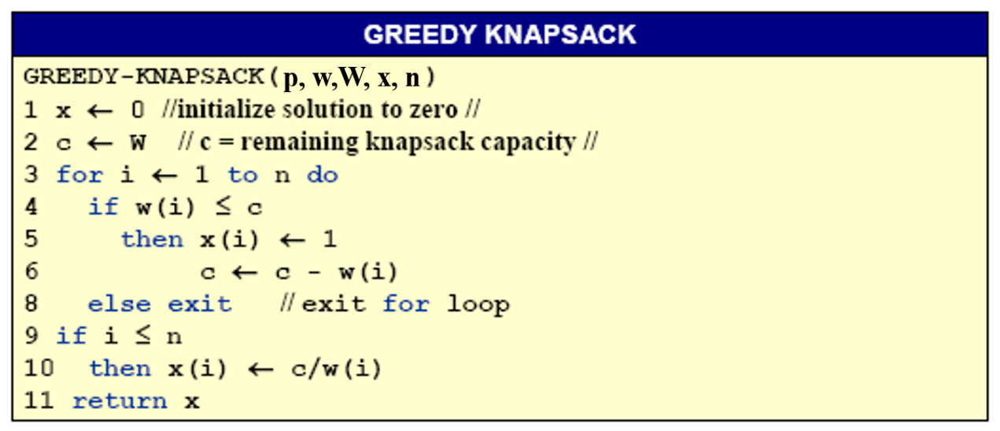 GREEDY KNAPSACK
GREEDY-KNAPSACK(p, w,W, x, n)
1 x ← 0 //initialize solution to zero //
2 c ← W // c = remaining knapsack capacity //
3 for i ← 1 to n do
4 if w(i) ≤ c
5 then x(i) ← 1
6 c ← c - w(i)
8 else exit //exit for loop
9 if i ≤ n
10 then x(i) ← c/w(i)
11 return x